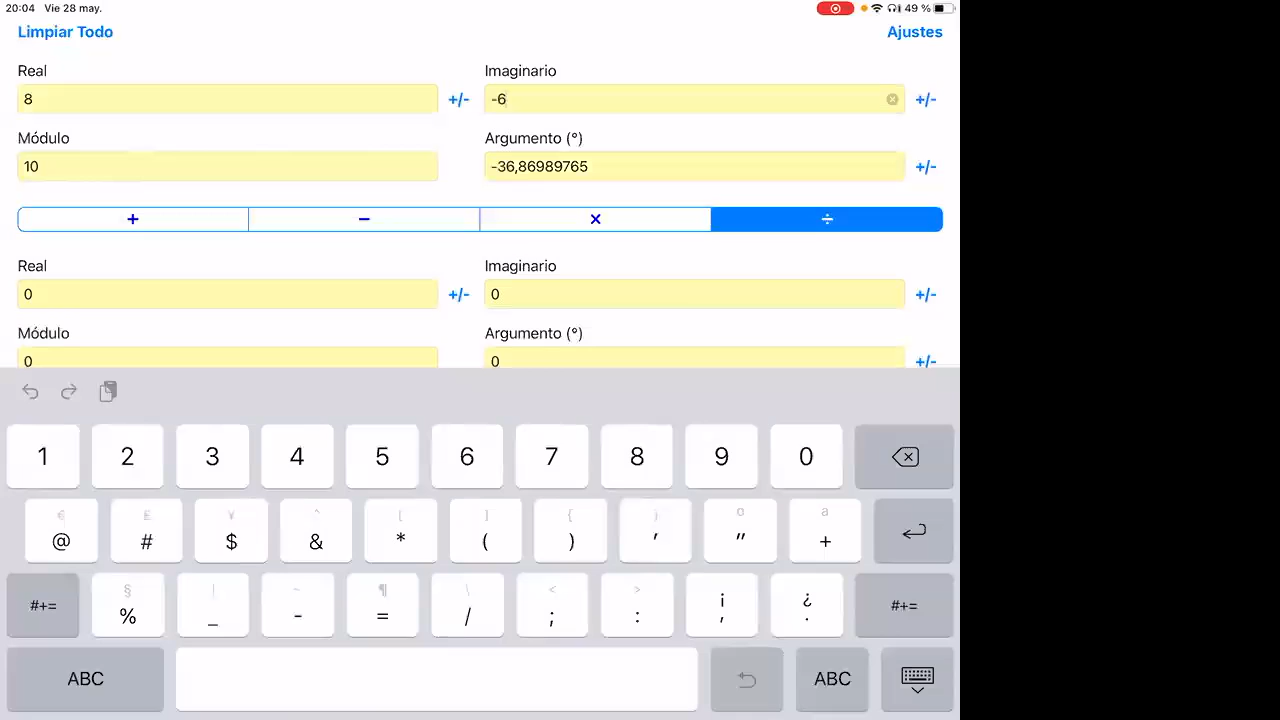 20:04 Vie 28 may. 49 %
Limpiar Todo Ajustes
Real Imaginario
8 +/- -6 +/-
Módulo Argumento (°)
10 -36,86989765 +/-
+ − × ÷
Real Imaginario
0 +/- 0 +/-
Módulo Argumento (°)
0 0 +/-
1 2 3 4 5 6 7 8 9 0
€ £ ¥ ^ [ ] { } º ª
@ # $ & * ( ) ' " +
§ | ~ ¶ \ < > ¡ ¿
#+= % _ - = / ; : , . #+=
ABC ABC